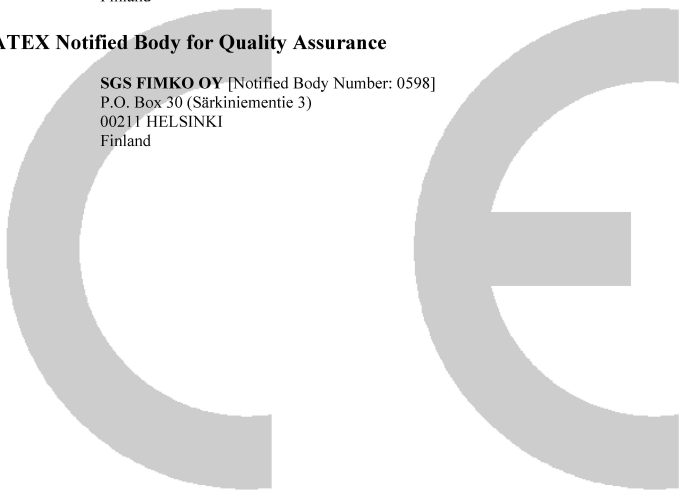 Finland
ATEX Notified Body for Quality Assurance
SGS FIMKO OY [Notified Body Number: 0598]
P.O. Box 30 (Särkiniementie 3)
00211 HELSINKI
Finland